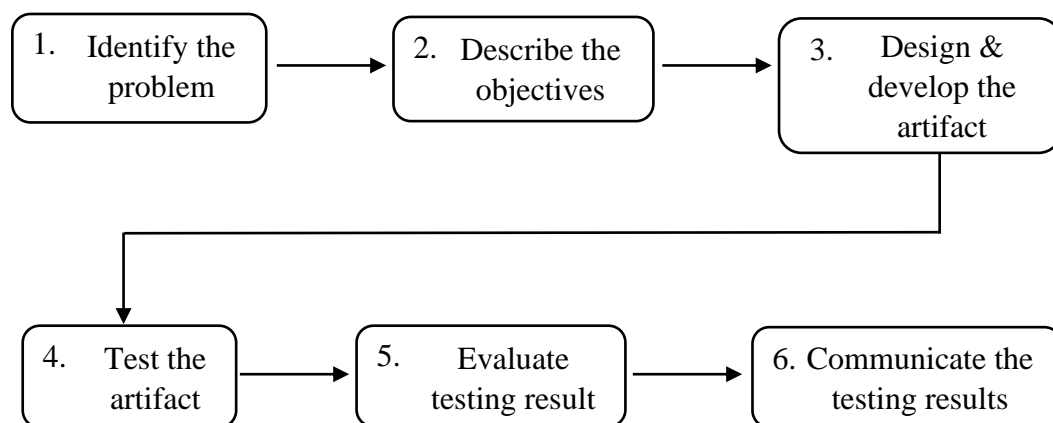 1. Identify the
problem
2. Describe the
objectives
3. Design &
develop the
artifact
4. Test the
artifact
5. Evaluate
testing result
6. Communicate the
testing results